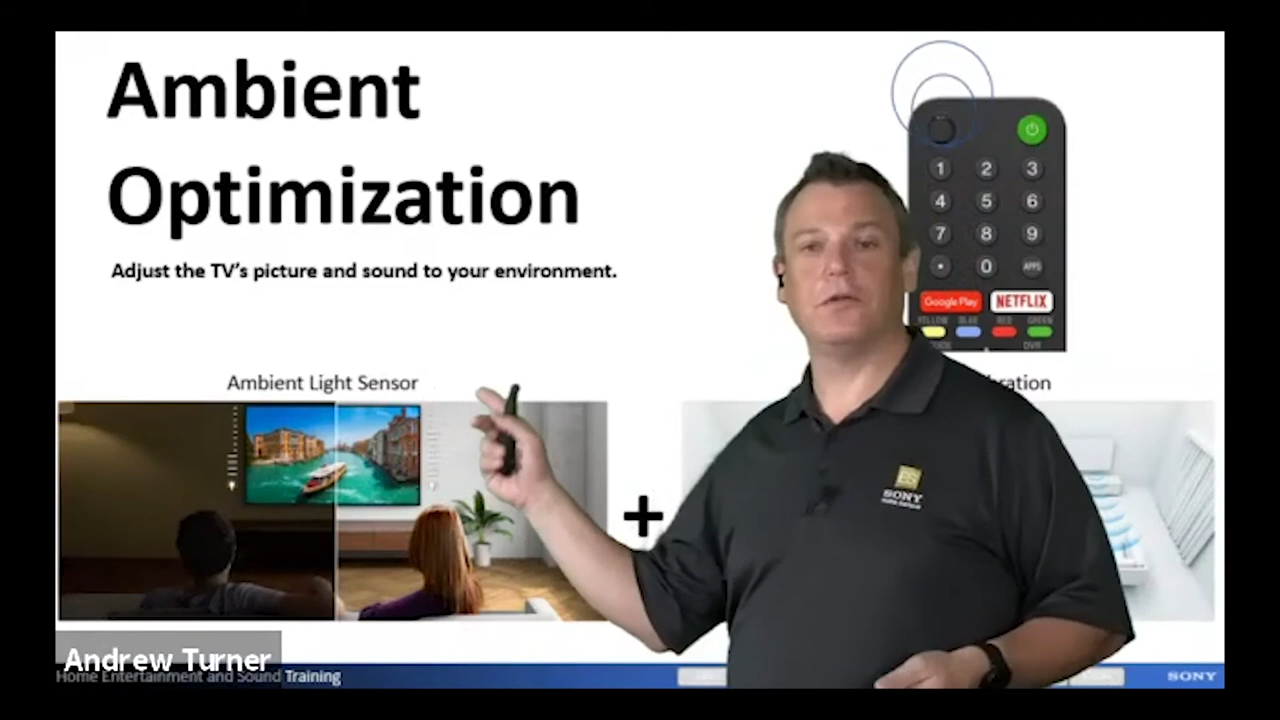 Ambient
Optimization
Adjust the TV's picture and sound to your environment.
1 2 3
4 5 6
7 8 9
0 APPS
Google Play NETFLIX
YELLOW BLUE RED GREEN
DVR
Ambient Light Sensor
+
ES
SONY
Andrew Turner
Home Entertainment and Sound Training
SONY